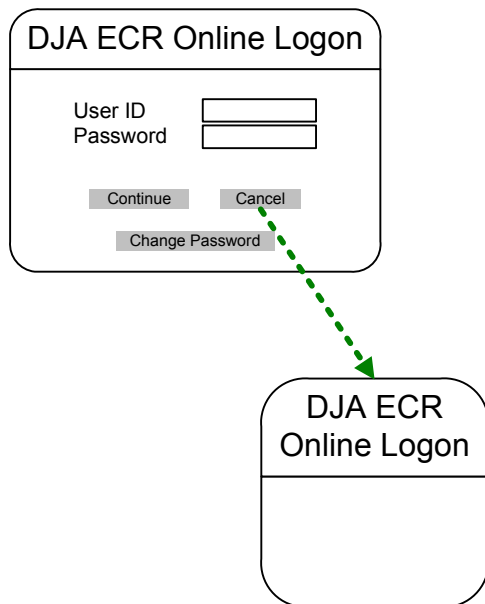 DJA ECR Online Logon
User ID
Password
Continue
Cancel
Change Password
DJA ECR
Online Logon